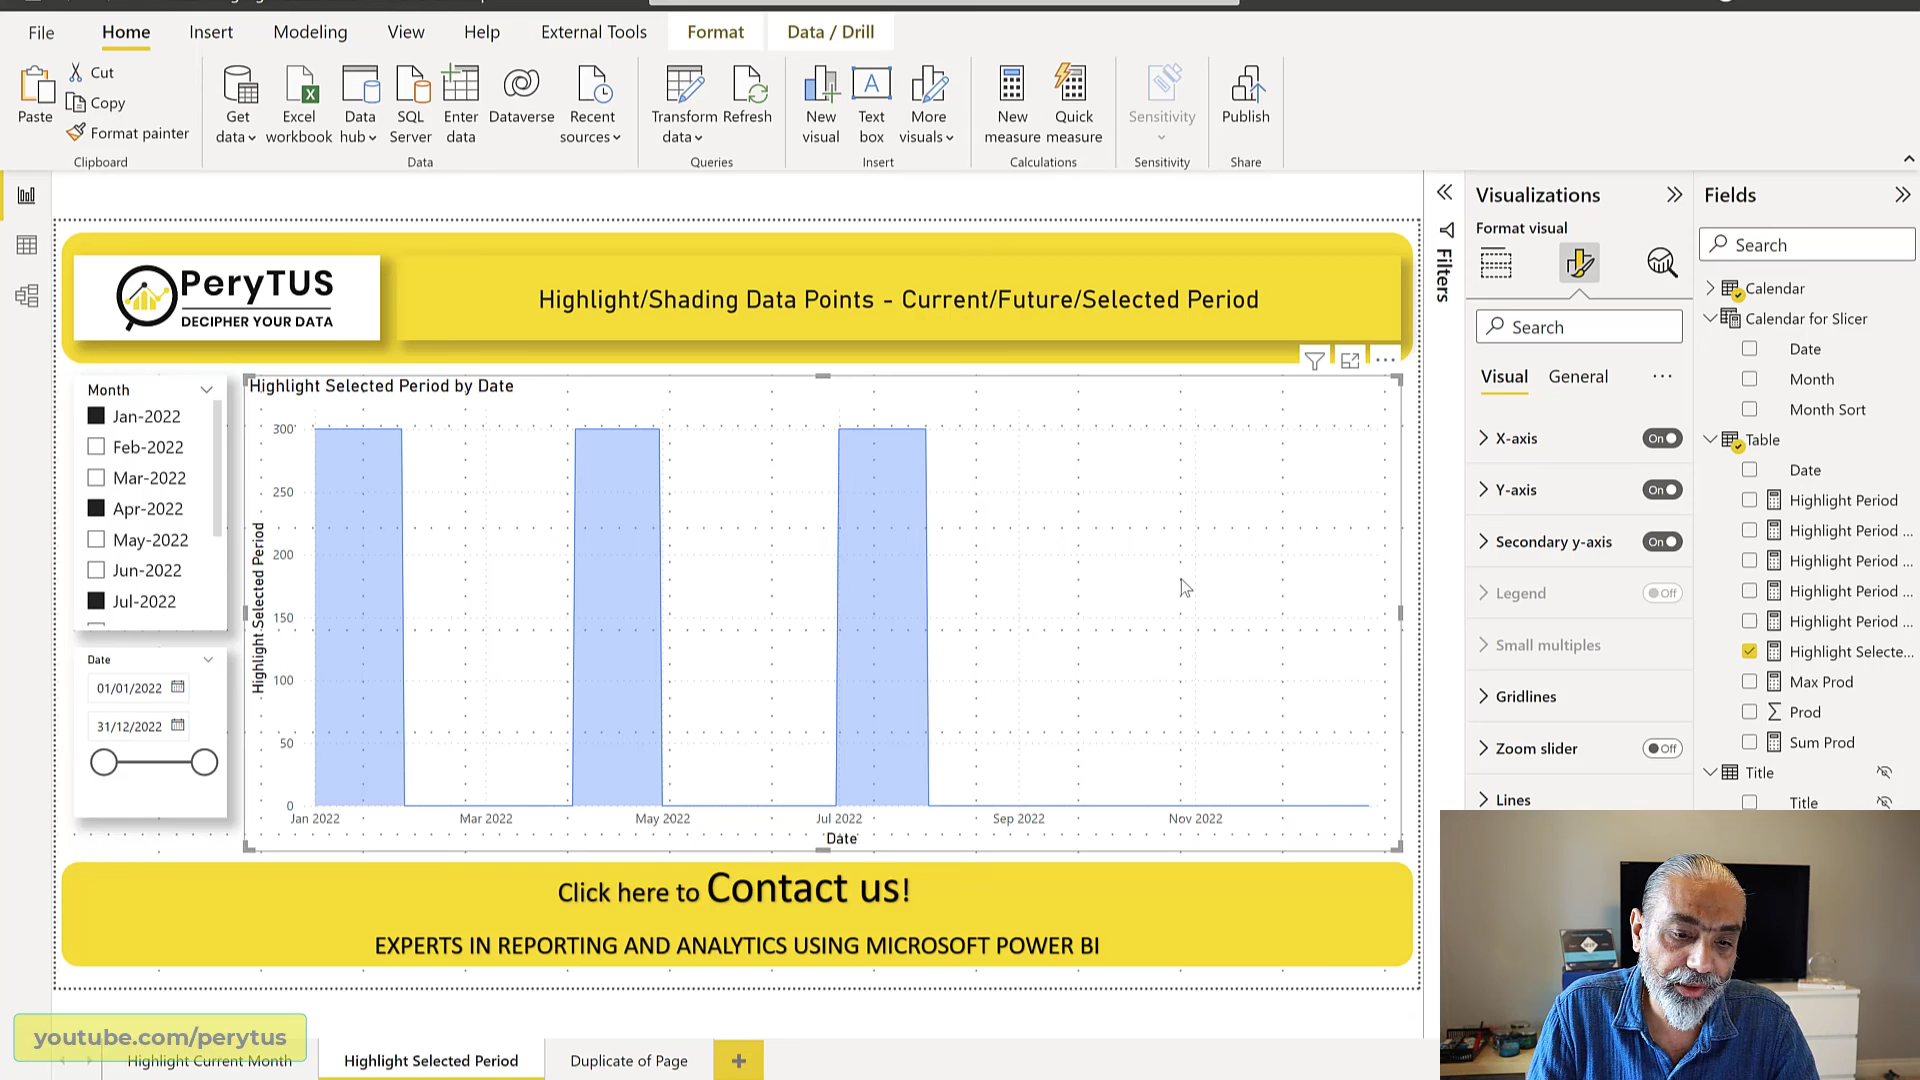 File Home Insert Modeling View Help External Tools Format Data / Drill
Paste
Cut
Copy
Format painter
Clipboard
Get data
Excel workbook
Data hub
SQL Server
Enter data
Dataverse
Recent sources
Data
Transform data
Refresh
Queries
New visual
Text box
More visuals
Insert
New measure
Quick measure
Calculations
Sensitivity
Sensitivity
Publish
Share
PeryTUS
DECIPHER YOUR DATA
Highlight/Shading Data Points - Current/Future/Selected Period
Month
Jan-2022
Feb-2022
Mar-2022
Apr-2022
May-2022
Jun-2022
Jul-2022
Date
01/01/2022
31/12/2022
Highlight Selected Period by Date
Highlight Selected Period
300
250
200
150
100
50
0
Jan 2022 Mar 2022 May 2022 Jul 2022 Sep 2022 Nov 2022
Date
Click here to Contact us!
EXPERTS IN REPORTING AND ANALYTICS USING MICROSOFT POWER BI
youtube.com/perytus
Highlight Current Month
Highlight Selected Period
Duplicate of Page
Filters
Visualizations
Format visual
Search
Visual General
X-axis On
Y-axis On
Secondary y-axis On
Legend Off
Small multiples
Gridlines
Zoom slider Off
Lines
Fields
Search
Calendar
Calendar for Slicer
Date
Month
Month Sort
Table
Date
Highlight Period
Highlight Period ...
Highlight Period ...
Highlight Period ...
Highlight Period ...
Highlight Selecte...
Max Prod
Prod
Sum Prod
Title
Title